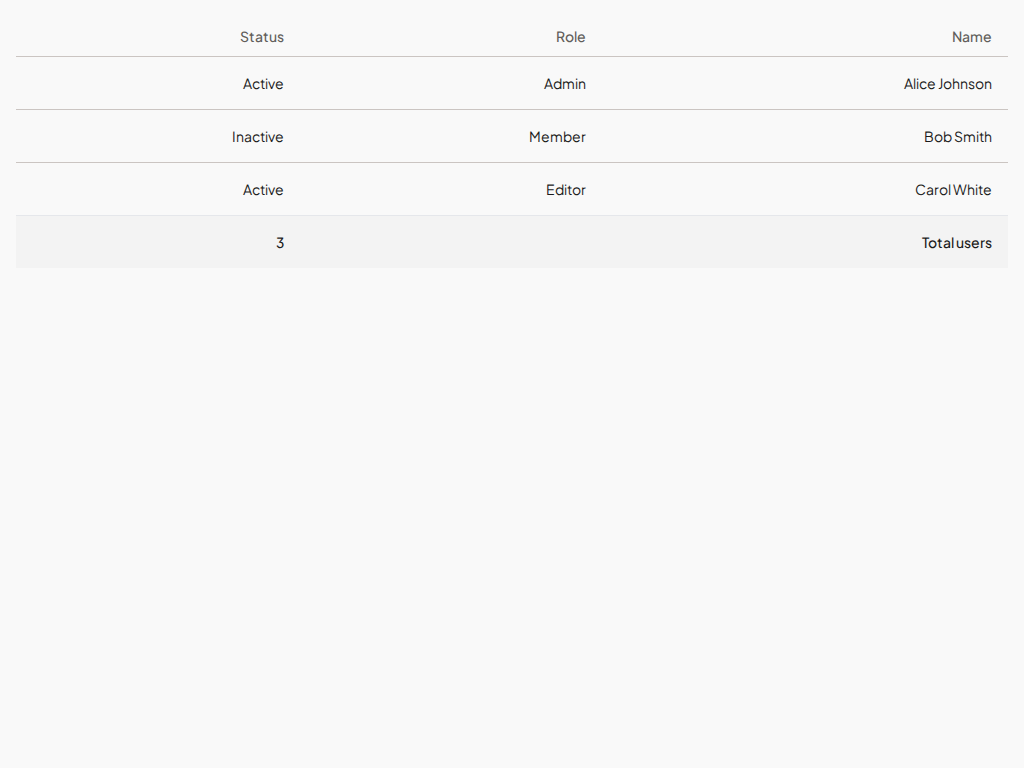 Status Role Name
Active Admin Alice Johnson
Inactive Member Bob Smith
Active Editor Carol White
3 Total users